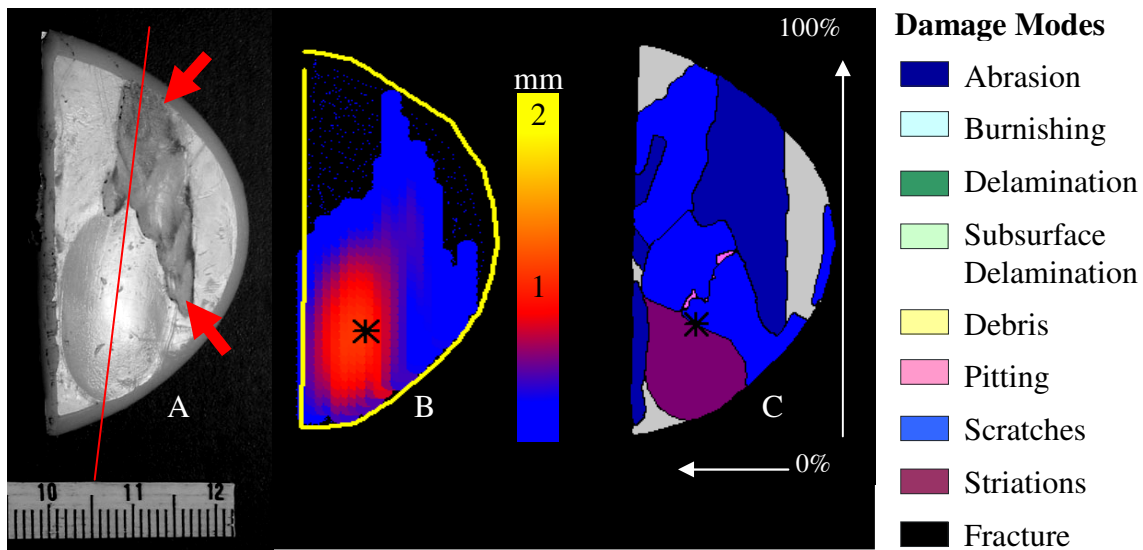 A
10 11 12
mm
2
1
B
100%
C
0%
Damage Modes
Abrasion
Burnishing
Delamination
Subsurface
Delamination
Debris
Pitting
Scratches
Striations
Fracture